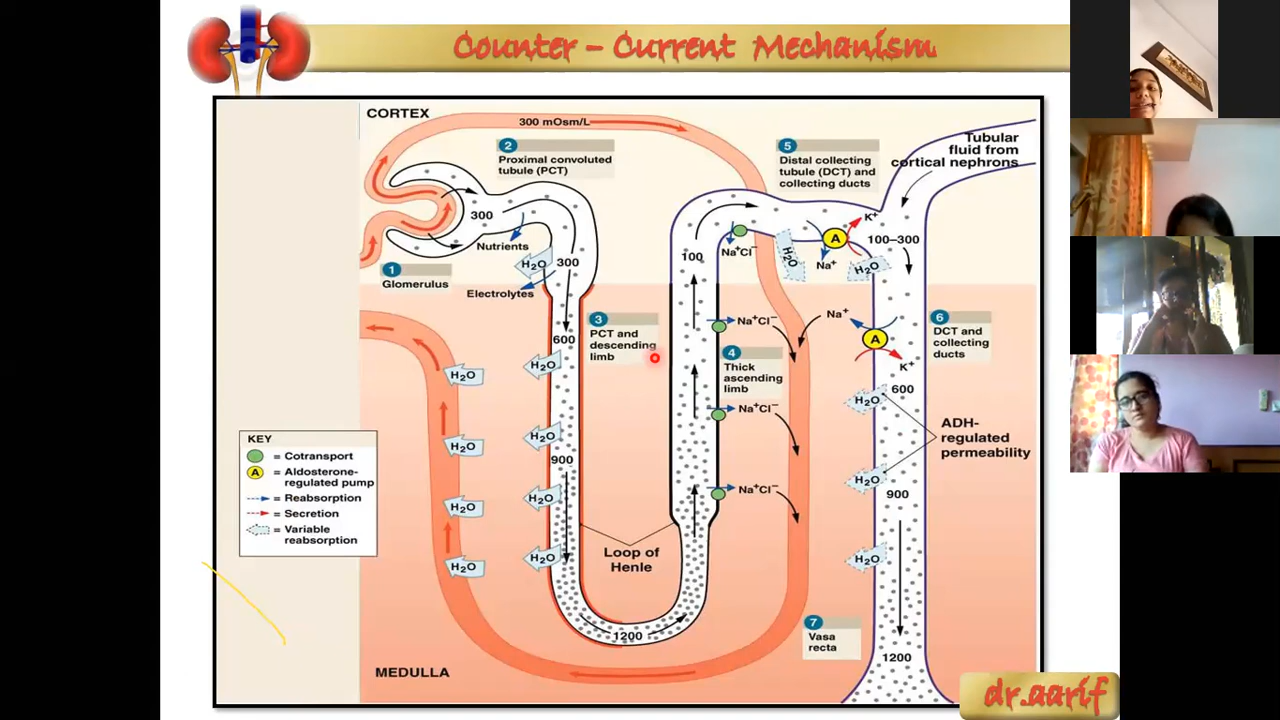 Counter – Current Mechanism
CORTEX
300 mOsm/L
2
Proximal convoluted
tubule (PCT)
5
Distal collecting
tubule (DCT) and
collecting ducts
Tubular
fluid from
cortical nephrons
300
Nutrients
H₂O
300
Electrolytes
1
Glomerulus
100
Na⁺Cl⁻
H₂O
A
K⁺
Na⁺
H₂O
100–300
3
PCT and
descending
limb
600
Na⁺Cl⁻
Na⁺
A
K⁺
6
DCT and
collecting
ducts
4
Thick
ascending
limb
H₂O
H₂O
600
H₂O
Na⁺Cl⁻
ADH-
regulated
permeability
H₂O
H₂O
900
Na⁺Cl⁻
H₂O
900
H₂O
H₂O
Loop of
Henle
H₂O
H₂O
H₂O
1200
7
Vasa
recta
1200
MEDULLA
KEY
= Cotransport
A = Aldosterone-
regulated pump
= Reabsorption
= Secretion
= Variable
reabsorption
dr.aarif